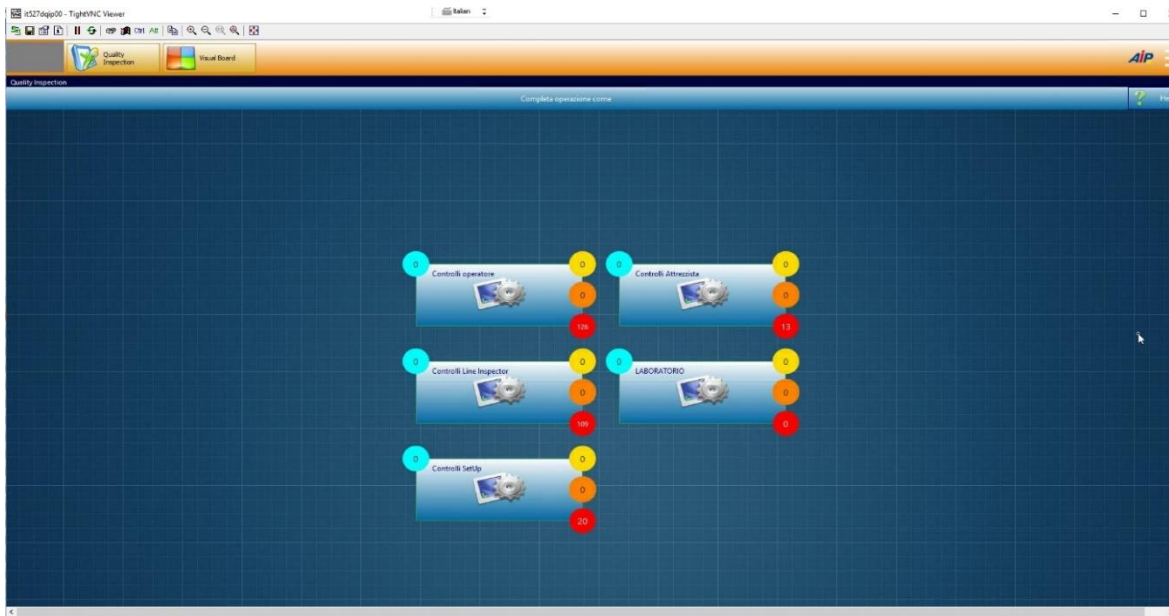 it527dqip00 - TightVNC Viewer
Italian
Ctrl Alt
Quality
Inspection
Visual Board
AIP
Quality Inspection
Completa operazione come
?
0
0
Controlli operatore
0
126
0
0
Controlli Attrezzista
0
13
0
0
Controlli Line Inspector
0
109
0
0
LABORATORIO
0
0
0
0
Controlli SetUp
0
20